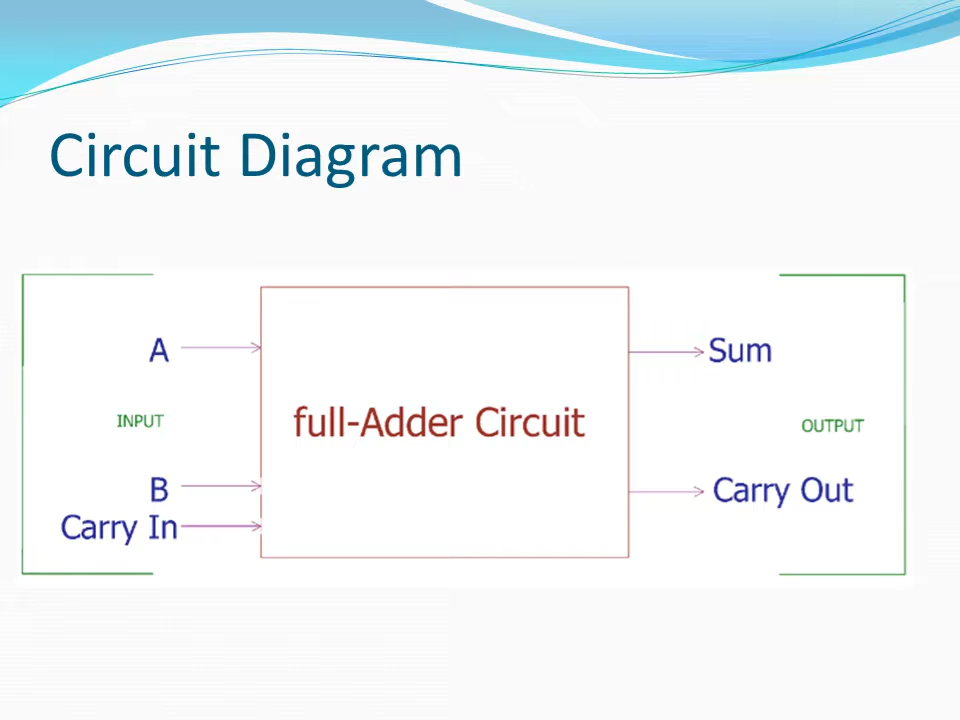 Circuit Diagram
A
Sum
INPUT
full-Adder Circuit
OUTPUT
B
Carry Out
Carry In